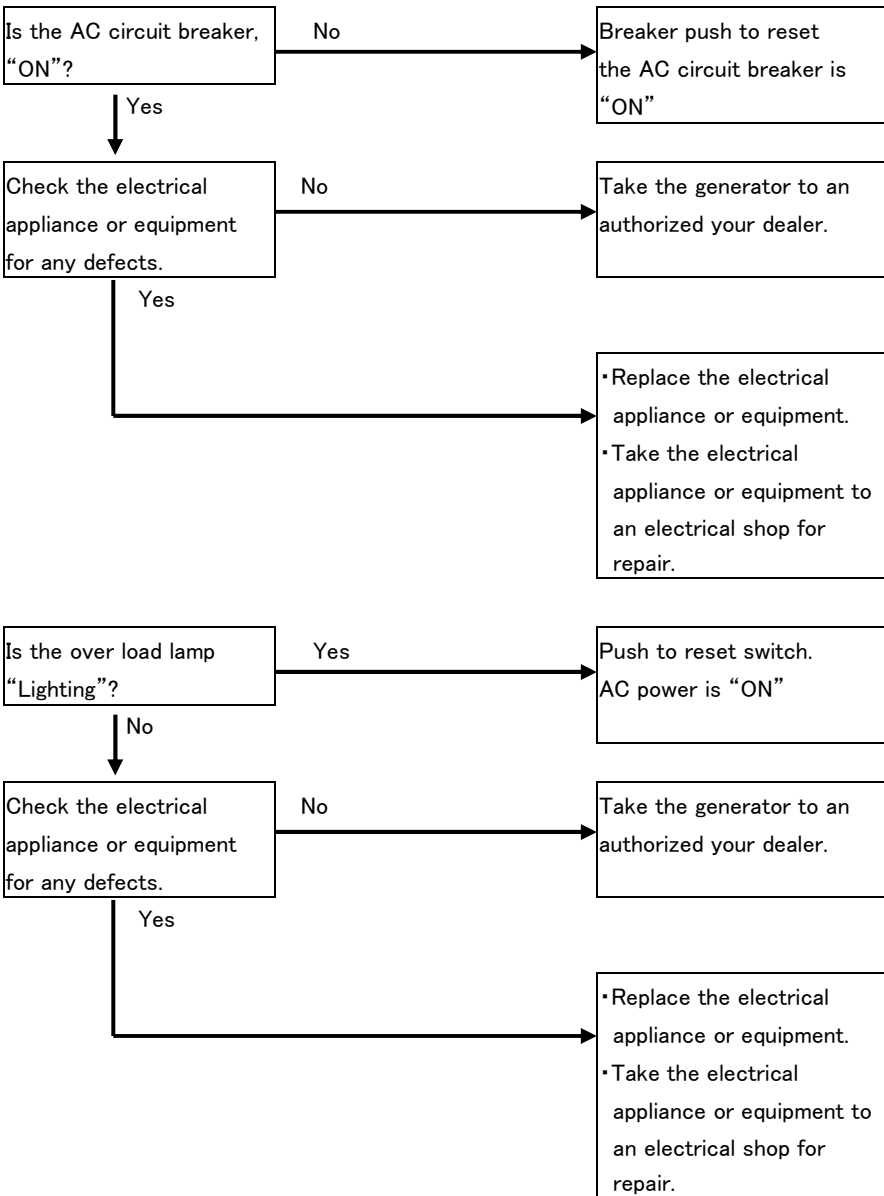 Is the AC circuit breaker,
“ON”?
No
Breaker push to reset
the AC circuit breaker is
“ON”
Yes
Check the electrical
appliance or equipment
for any defects.
No
Take the generator to an
authorized your dealer.
Yes
・Replace the electrical
appliance or equipment.
・Take the electrical
appliance or equipment to
an electrical shop for
repair.
Is the over load lamp
“Lighting”?
Yes
Push to reset switch.
AC power is “ON”
No
Check the electrical
appliance or equipment
for any defects.
No
Take the generator to an
authorized your dealer.
Yes
・Replace the electrical
appliance or equipment.
・Take the electrical
appliance or equipment to
an electrical shop for
repair.